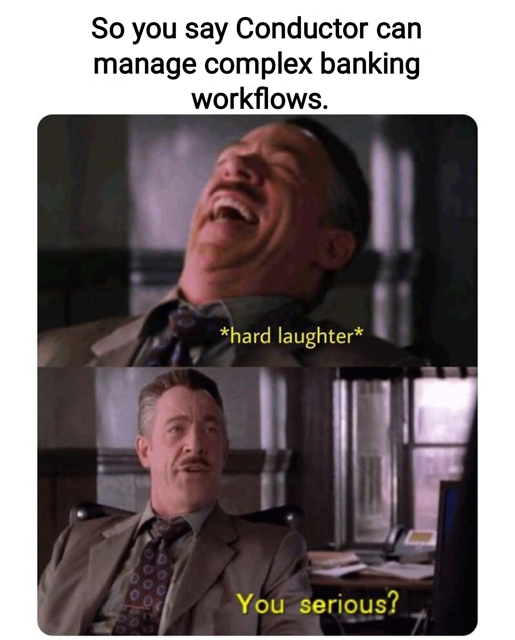 So you say Conductor can
manage complex banking
workflows.
*hard laughter*
You serious?